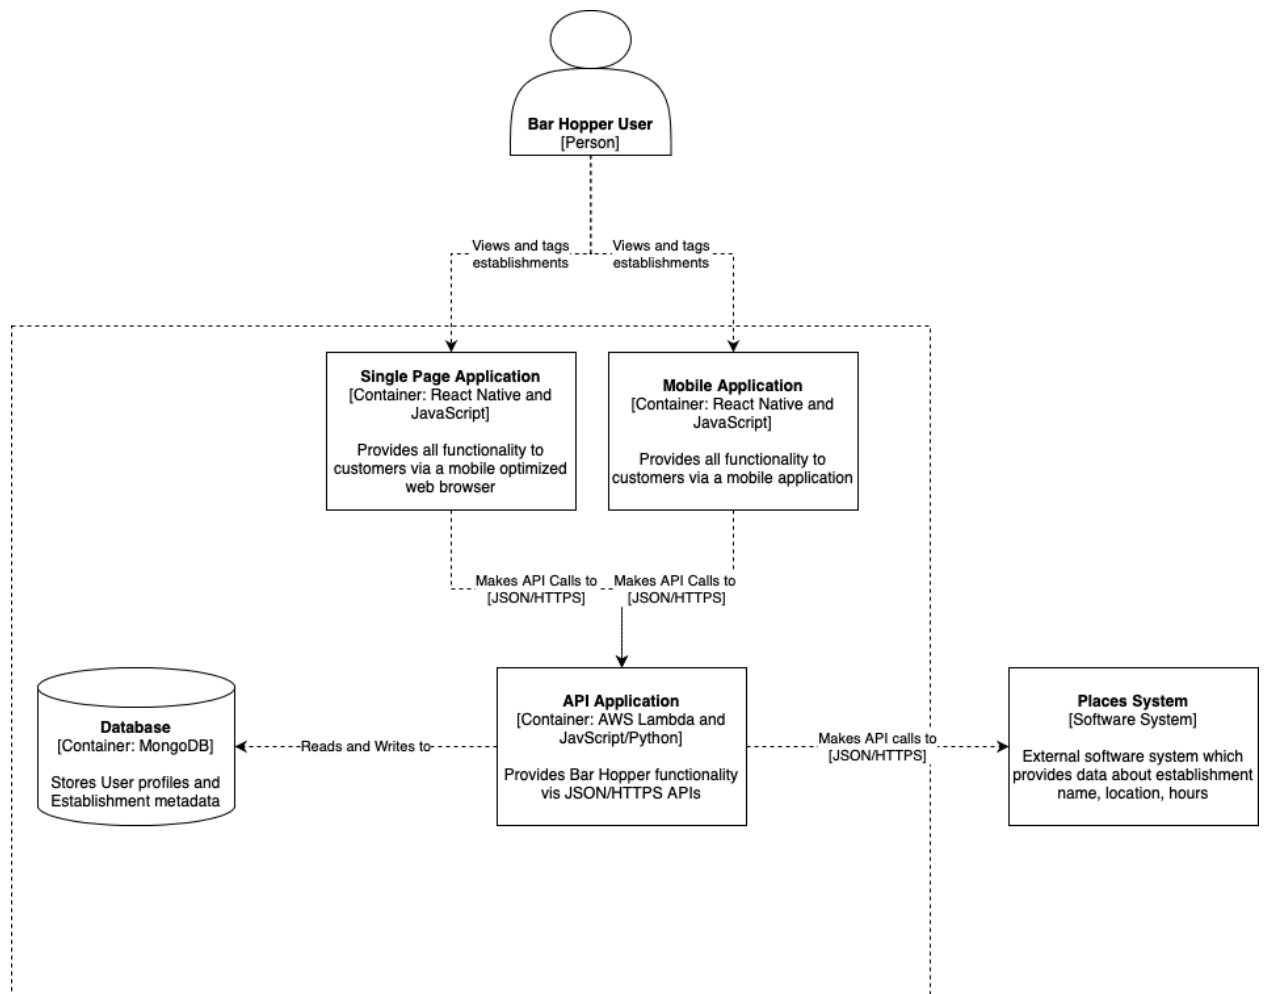 Bar Hopper User
[Person]
Views and tags
establishments
Views and tags
establishments
Single Page Application
[Container: React Native and
JavaScript]
Provides all functionality to
customers via a mobile optimized
web browser
Mobile Application
[Container: React Native and
JavaScript]
Provides all functionality to
customers via a mobile application
Makes API Calls to
[JSON/HTTPS]
Makes API Calls to
[JSON/HTTPS]
Database
[Container: MongoDB]
Stores User profiles and
Establishment metadata
Reads and Writes to
API Application
[Container: AWS Lambda and
JavScript/Python]
Provides Bar Hopper functionality
vis JSON/HTTPS APIs
Makes API calls to
[JSON/HTTPS]
Places System
[Software System]
External software system which
provides data about establishment
name, location, hours